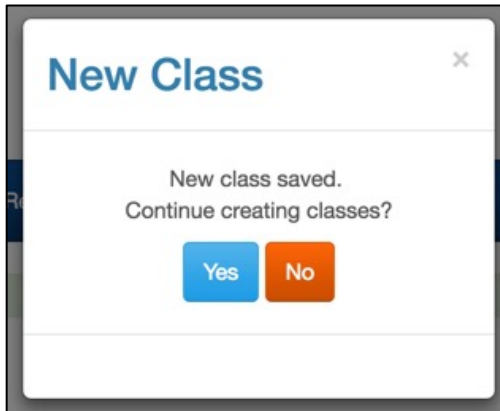 New Class
×
New class saved.
Continue creating classes?
Yes No